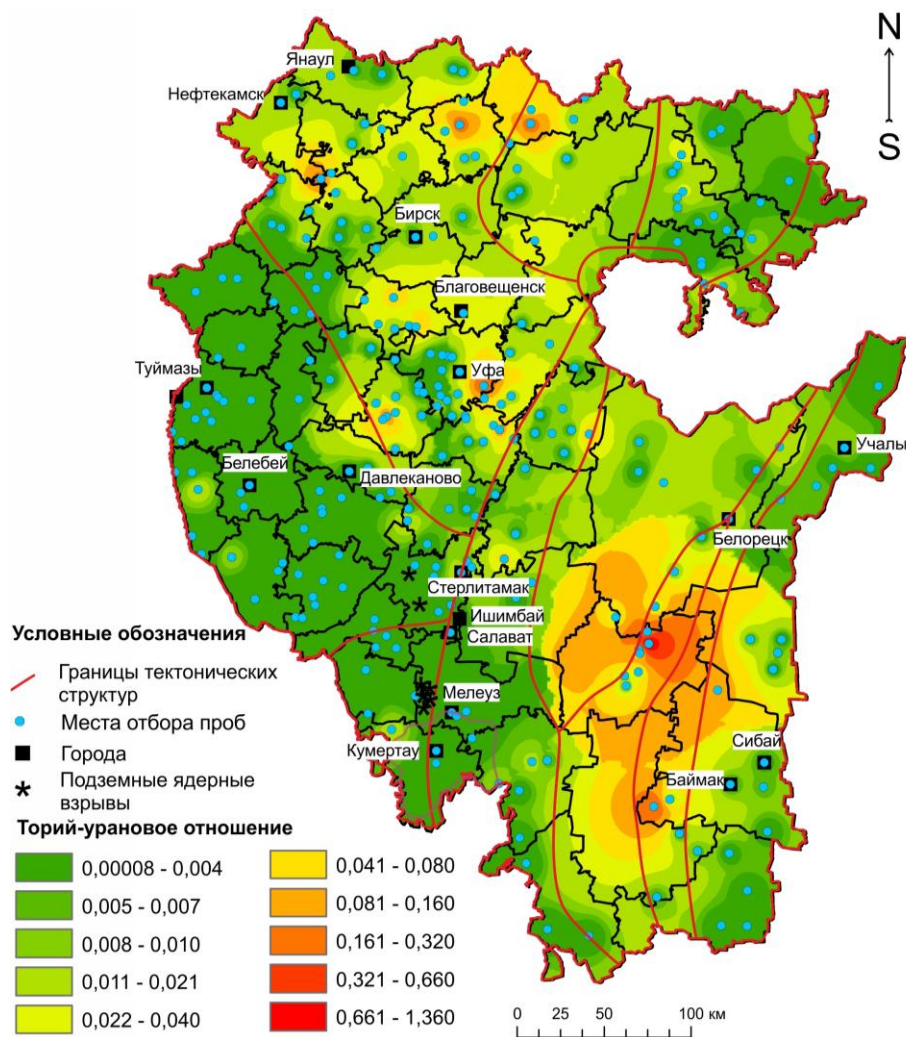 N
S
Янаул
Нефтекамск
Бирск
Благовещенск
Туймазы
Уфа
Учалы
Белебей
Давлеканово
Белорецк
Стерлитамак
Ишимбай
Салават
Мелеуз
Сибай
Кумертау
Баймак
Условные обозначения
Границы тектонических
структур
Места отбора проб
Города
Подземные ядерные
взрывы
Торий-урановое отношение
0,00008 - 0,004
0,005 - 0,007
0,008 - 0,010
0,011 - 0,021
0,022 - 0,040
0,041 - 0,080
0,081 - 0,160
0,161 - 0,320
0,321 - 0,660
0,661 - 1,360
0 25 50 100 км